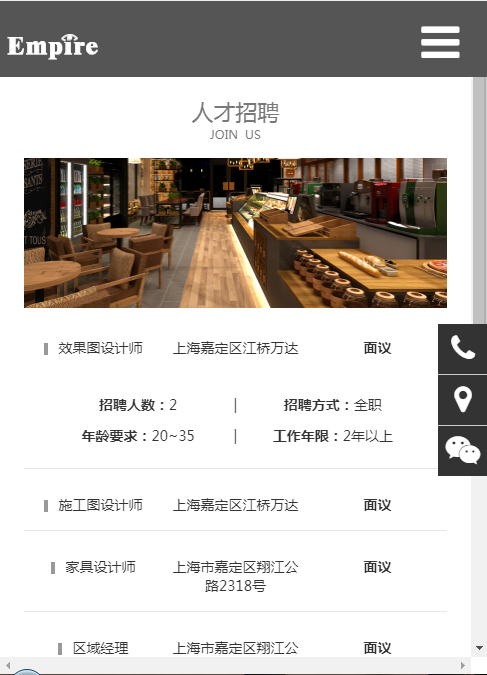 Empire
人才招聘
JOIN US
效果图设计师 上海嘉定区江桥万达 面议
招聘人数：2 | 招聘方式：全职
年龄要求：20~35 | 工作年限：2年以上
施工图设计师 上海嘉定区江桥万达 面议
家具设计师 上海市嘉定区翔江公路2318号 面议
区域经理 上海市嘉定区翔江公 面议